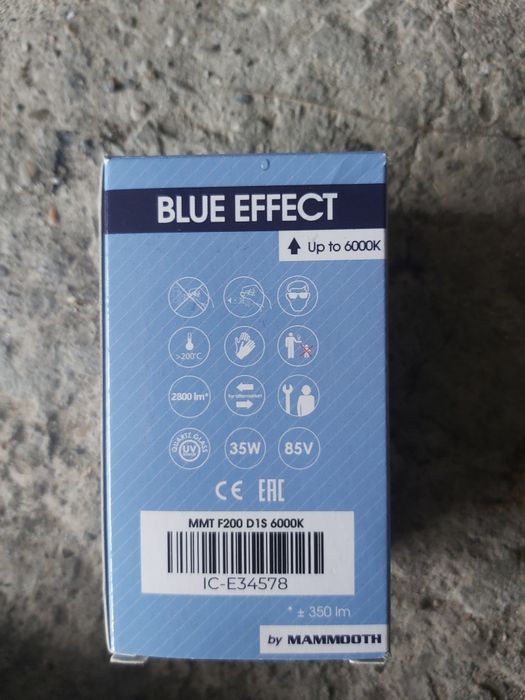 BLUE EFFECT
Up to 6000K
>200°C
2800 lm*
QUARTZ GLASS
UV
35W
85V
CE EAC
MMT F200 D1S 6000K
IC-E34578
* ± 350 lm
by MAMMOOTH